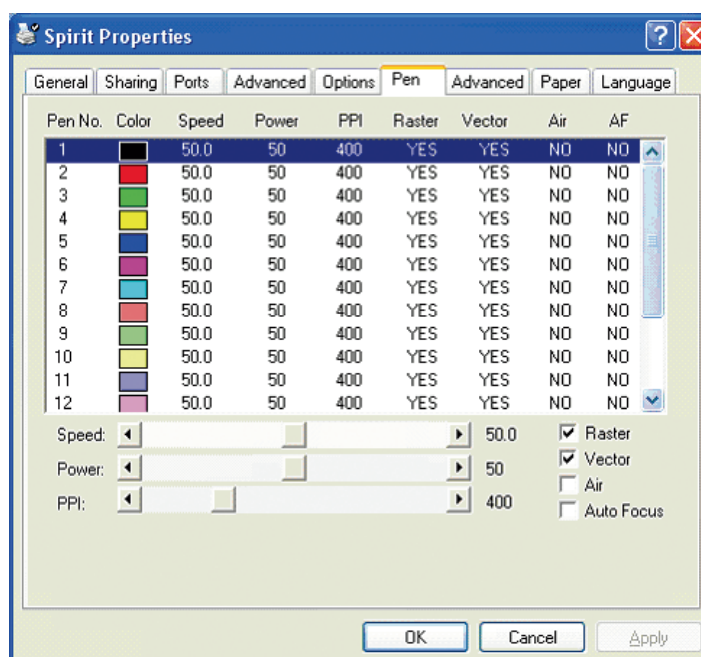 Spirit Properties
General Sharing Ports Advanced Options Pen Advanced Paper Language
Pen No. Color Speed Power PPI Raster Vector Air AF
1 50.0 50 400 YES YES NO NO
2 50.0 50 400 YES YES NO NO
3 50.0 50 400 YES YES NO NO
4 50.0 50 400 YES YES NO NO
5 50.0 50 400 YES YES NO NO
6 50.0 50 400 YES YES NO NO
7 50.0 50 400 YES YES NO NO
8 50.0 50 400 YES YES NO NO
9 50.0 50 400 YES YES NO NO
10 50.0 50 400 YES YES NO NO
11 50.0 50 400 YES YES NO NO
12 50.0 50 400 YES YES NO NO
Speed: 50.0 Raster
Power: 50 Vector
PPI: 400 Air
Auto Focus
OK Cancel Apply